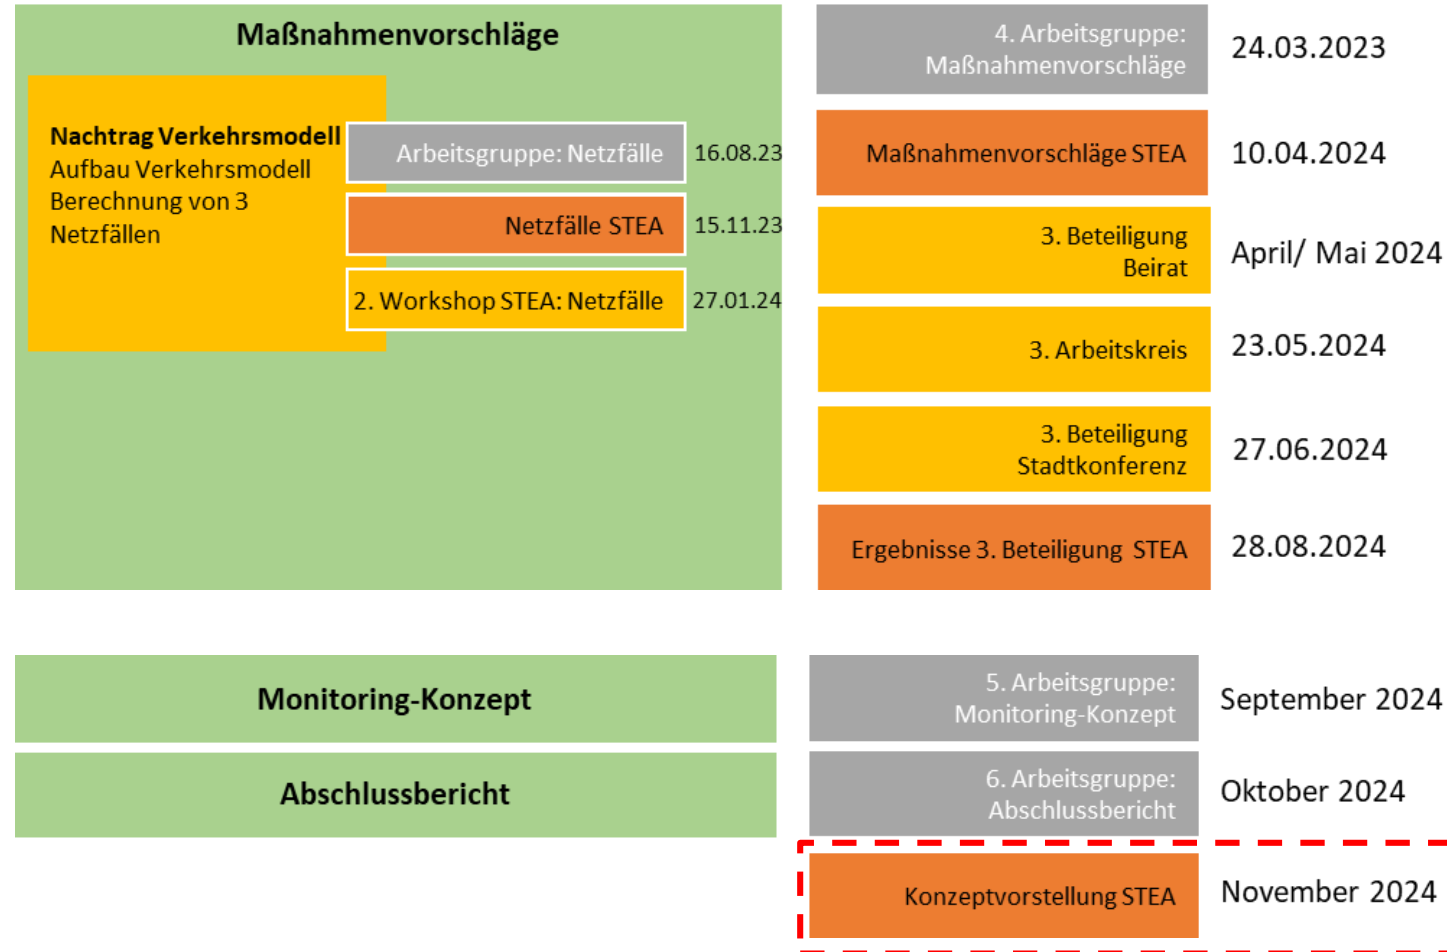 Maßnahmenvorschläge
Nachtrag Verkehrsmodell
Aufbau Verkehrsmodell
Berechnung von 3
Netzfällen
Arbeitsgruppe: Netzfälle
16.08.23
Netzfälle STEA
15.11.23
2. Workshop STEA: Netzfälle
27.01.24
4. Arbeitsgruppe:
Maßnahmenvorschläge
24.03.2023
Maßnahmenvorschläge STEA
10.04.2024
3. Beteiligung
Beirat
April/ Mai 2024
3. Arbeitskreis
23.05.2024
3. Beteiligung
Stadtkonferenz
27.06.2024
Ergebnisse 3. Beteiligung STEA
28.08.2024
Monitoring-Konzept
5. Arbeitsgruppe:
Monitoring-Konzept
September 2024
Abschlussbericht
6. Arbeitsgruppe:
Abschlussbericht
Oktober 2024
Konzeptvorstellung STEA
November 2024